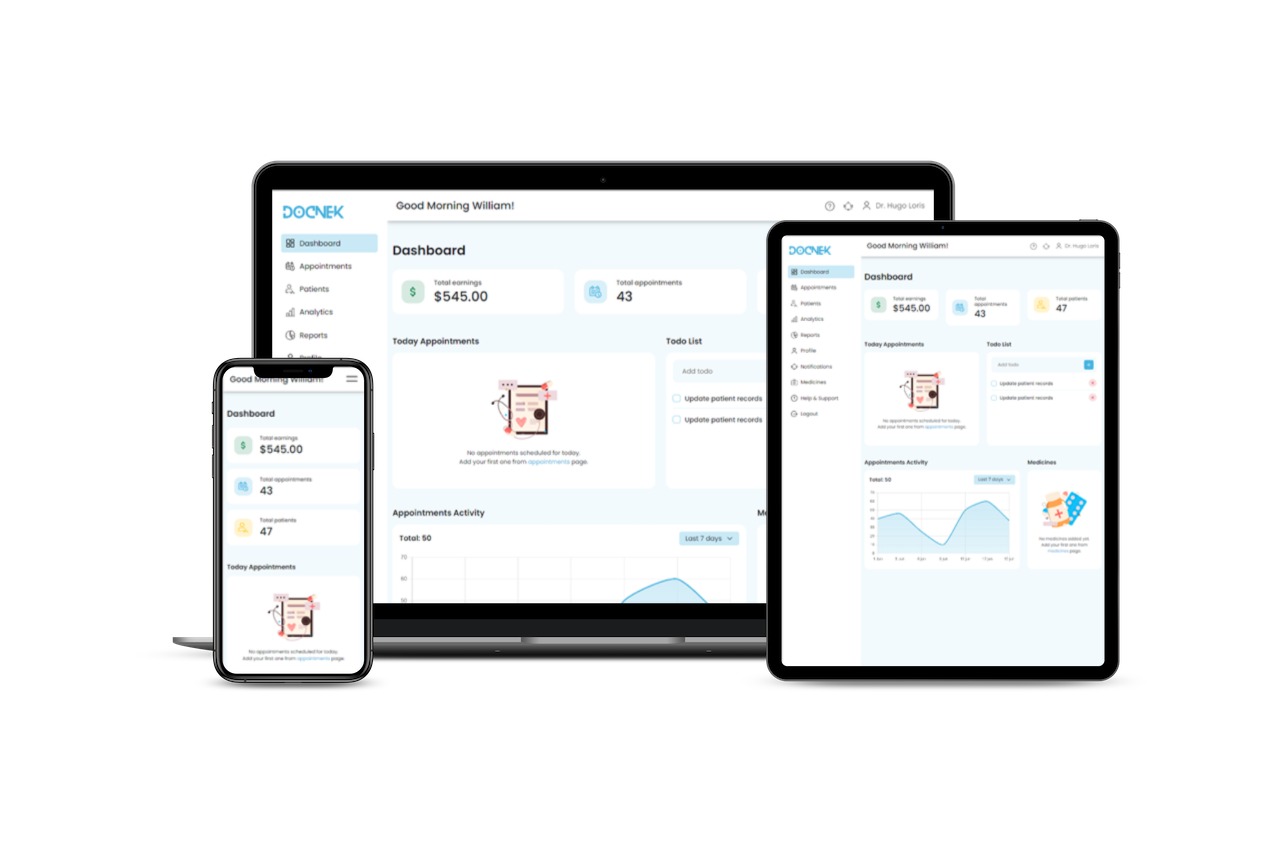 DOCNEK
Good Morning William!
Dr. Hugo Loris
Dashboard
Appointments
Patients
Analytics
Reports
Profile
Dashboard
Total earnings
$545.00
Total appointments
43
Today Appointments
No appointments scheduled for today.
Add your first one from appointments page.
Todo List
Add todo
Update patient records
Update patient records
Appointments Activity
Total: 50
Last 7 days
70
60
50
Good Morning William!
Dashboard
Total earnings
$545.00
Total appointments
43
Total patients
47
Today Appointments
No appointments scheduled for today.
Add your first one from appointments page.
DOCNEK
Good Morning William!
Dr. Hugo Loris
Dashboard
Appointments
Patients
Analytics
Reports
Profile
Notifications
Medicines
Help & Support
Logout
Dashboard
Total earnings
$545.00
Total
appointments
43
Total patients
47
Today Appointments
No appointments scheduled for today.
Add your first one from appointments page.
Todo List
Add todo
Update patient records
Update patient records
Appointments Activity
Total: 50
Last 7 days
Medicines
No medicines added yet.
Add your first one from
medicines page.